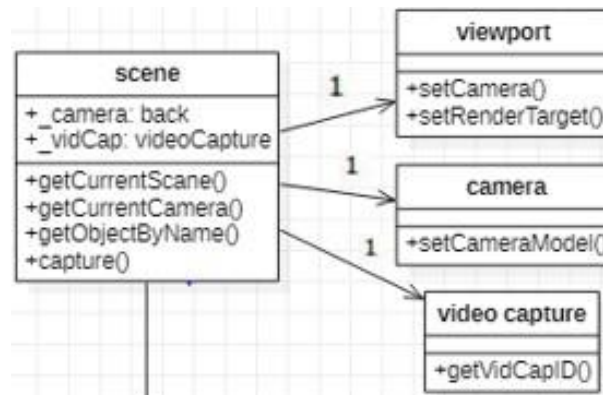 scene
+_camera: back
+_vidCap: videoCapture
+getCurrentScane()
+getCurrentCamera()
+getObjectByName()
+capture()
1
1
1
viewport
+setCamera()
+setRenderTarget()
camera
+setCameraModel()
video capture
+getVidCapID()